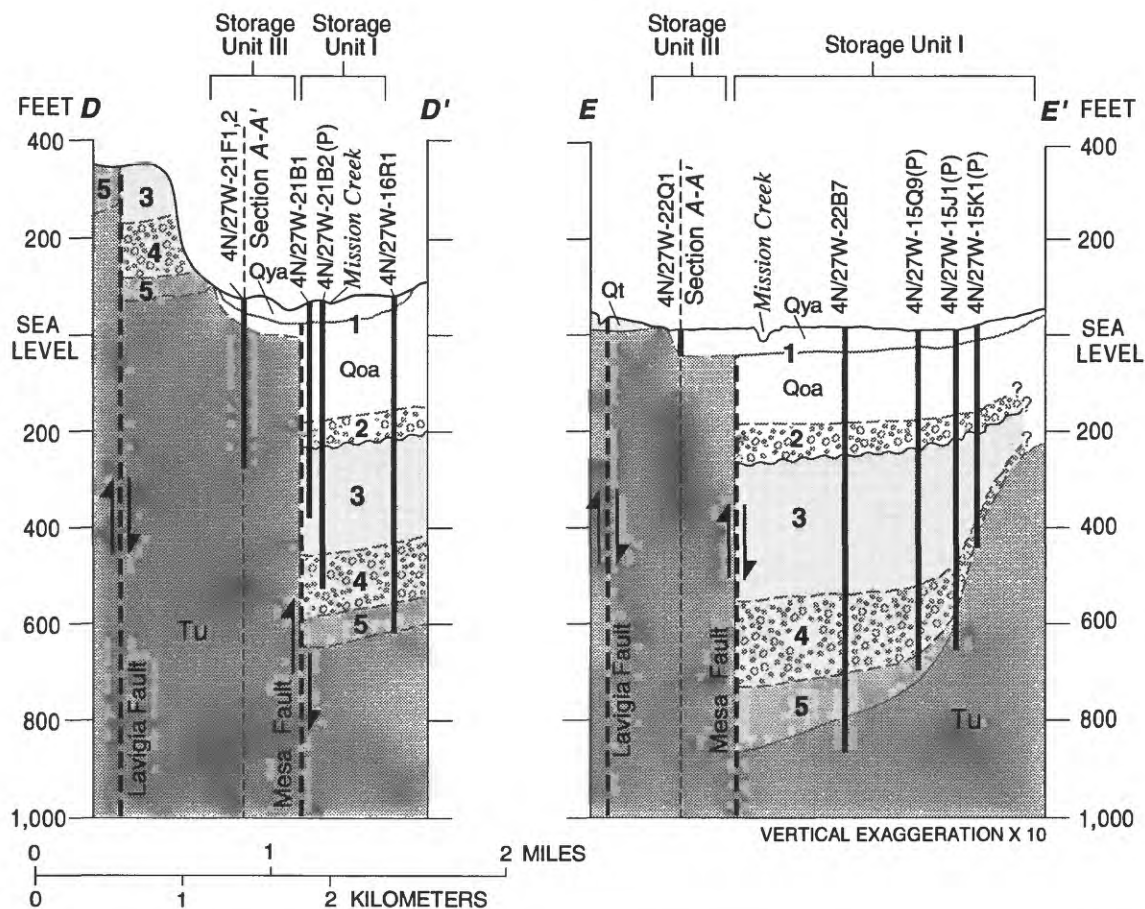 Storage
Unit III
Storage
Unit I
FEET D
D'
400
200
SEA
LEVEL
200
400
600
800
1,000
4N/27W-21F1,2
Section A-A'
4N/27W-21B1
4N/27W-21B2(P)
Mission Creek
4N/27W-16R1
5
3
4
5
Qya
1
Qoa
2
3
4
5
Tu
Lavigia Fault
Mesa Fault
Storage
Unit III
Storage Unit I
E
E' FEET
400
200
SEA
LEVEL
200
400
600
800
1,000
4N/27W-22Q1
Section A-A'
Mission Creek
4N/27W-22B7
4N/27W-15Q9(P)
4N/27W-15J1(P)
4N/27W-15K1(P)
Qt
Qya
1
Qoa
2
?
?
?
3
4
5
Tu
Lavigia Fault
Mesa Fault
VERTICAL EXAGGERATION X 10
0 1 2 MILES
0 1 2 KILOMETERS